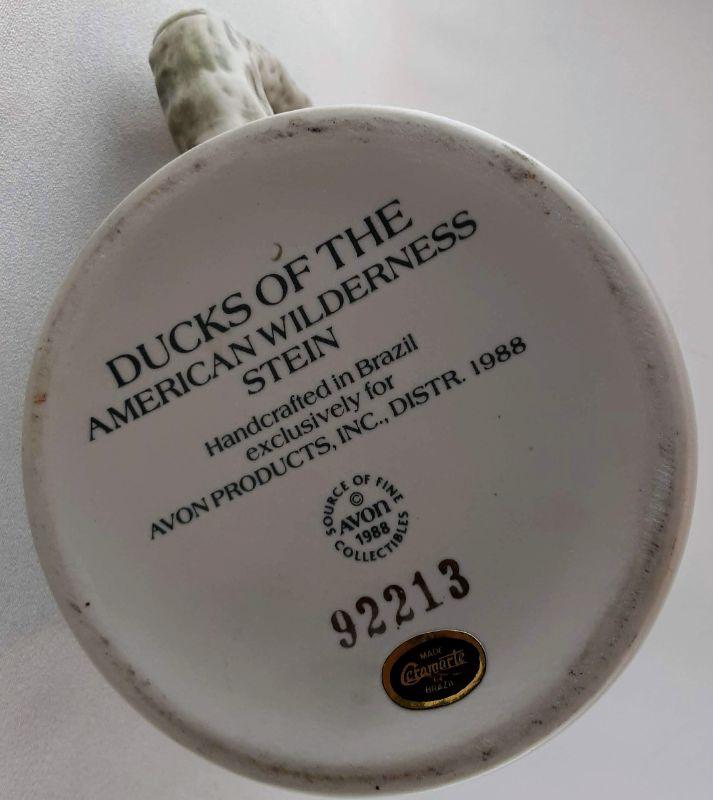 DUCKS OF THE
AMERICAN WILDERNESS
STEIN
Handcrafted in Brazil
exclusively for
AVON PRODUCTS, INC., DISTR. 1988
SOURCE OF FINE
©
AVON
1988
COLLECTIBLES
92213
MADE
Ceramarte
BRAZIL